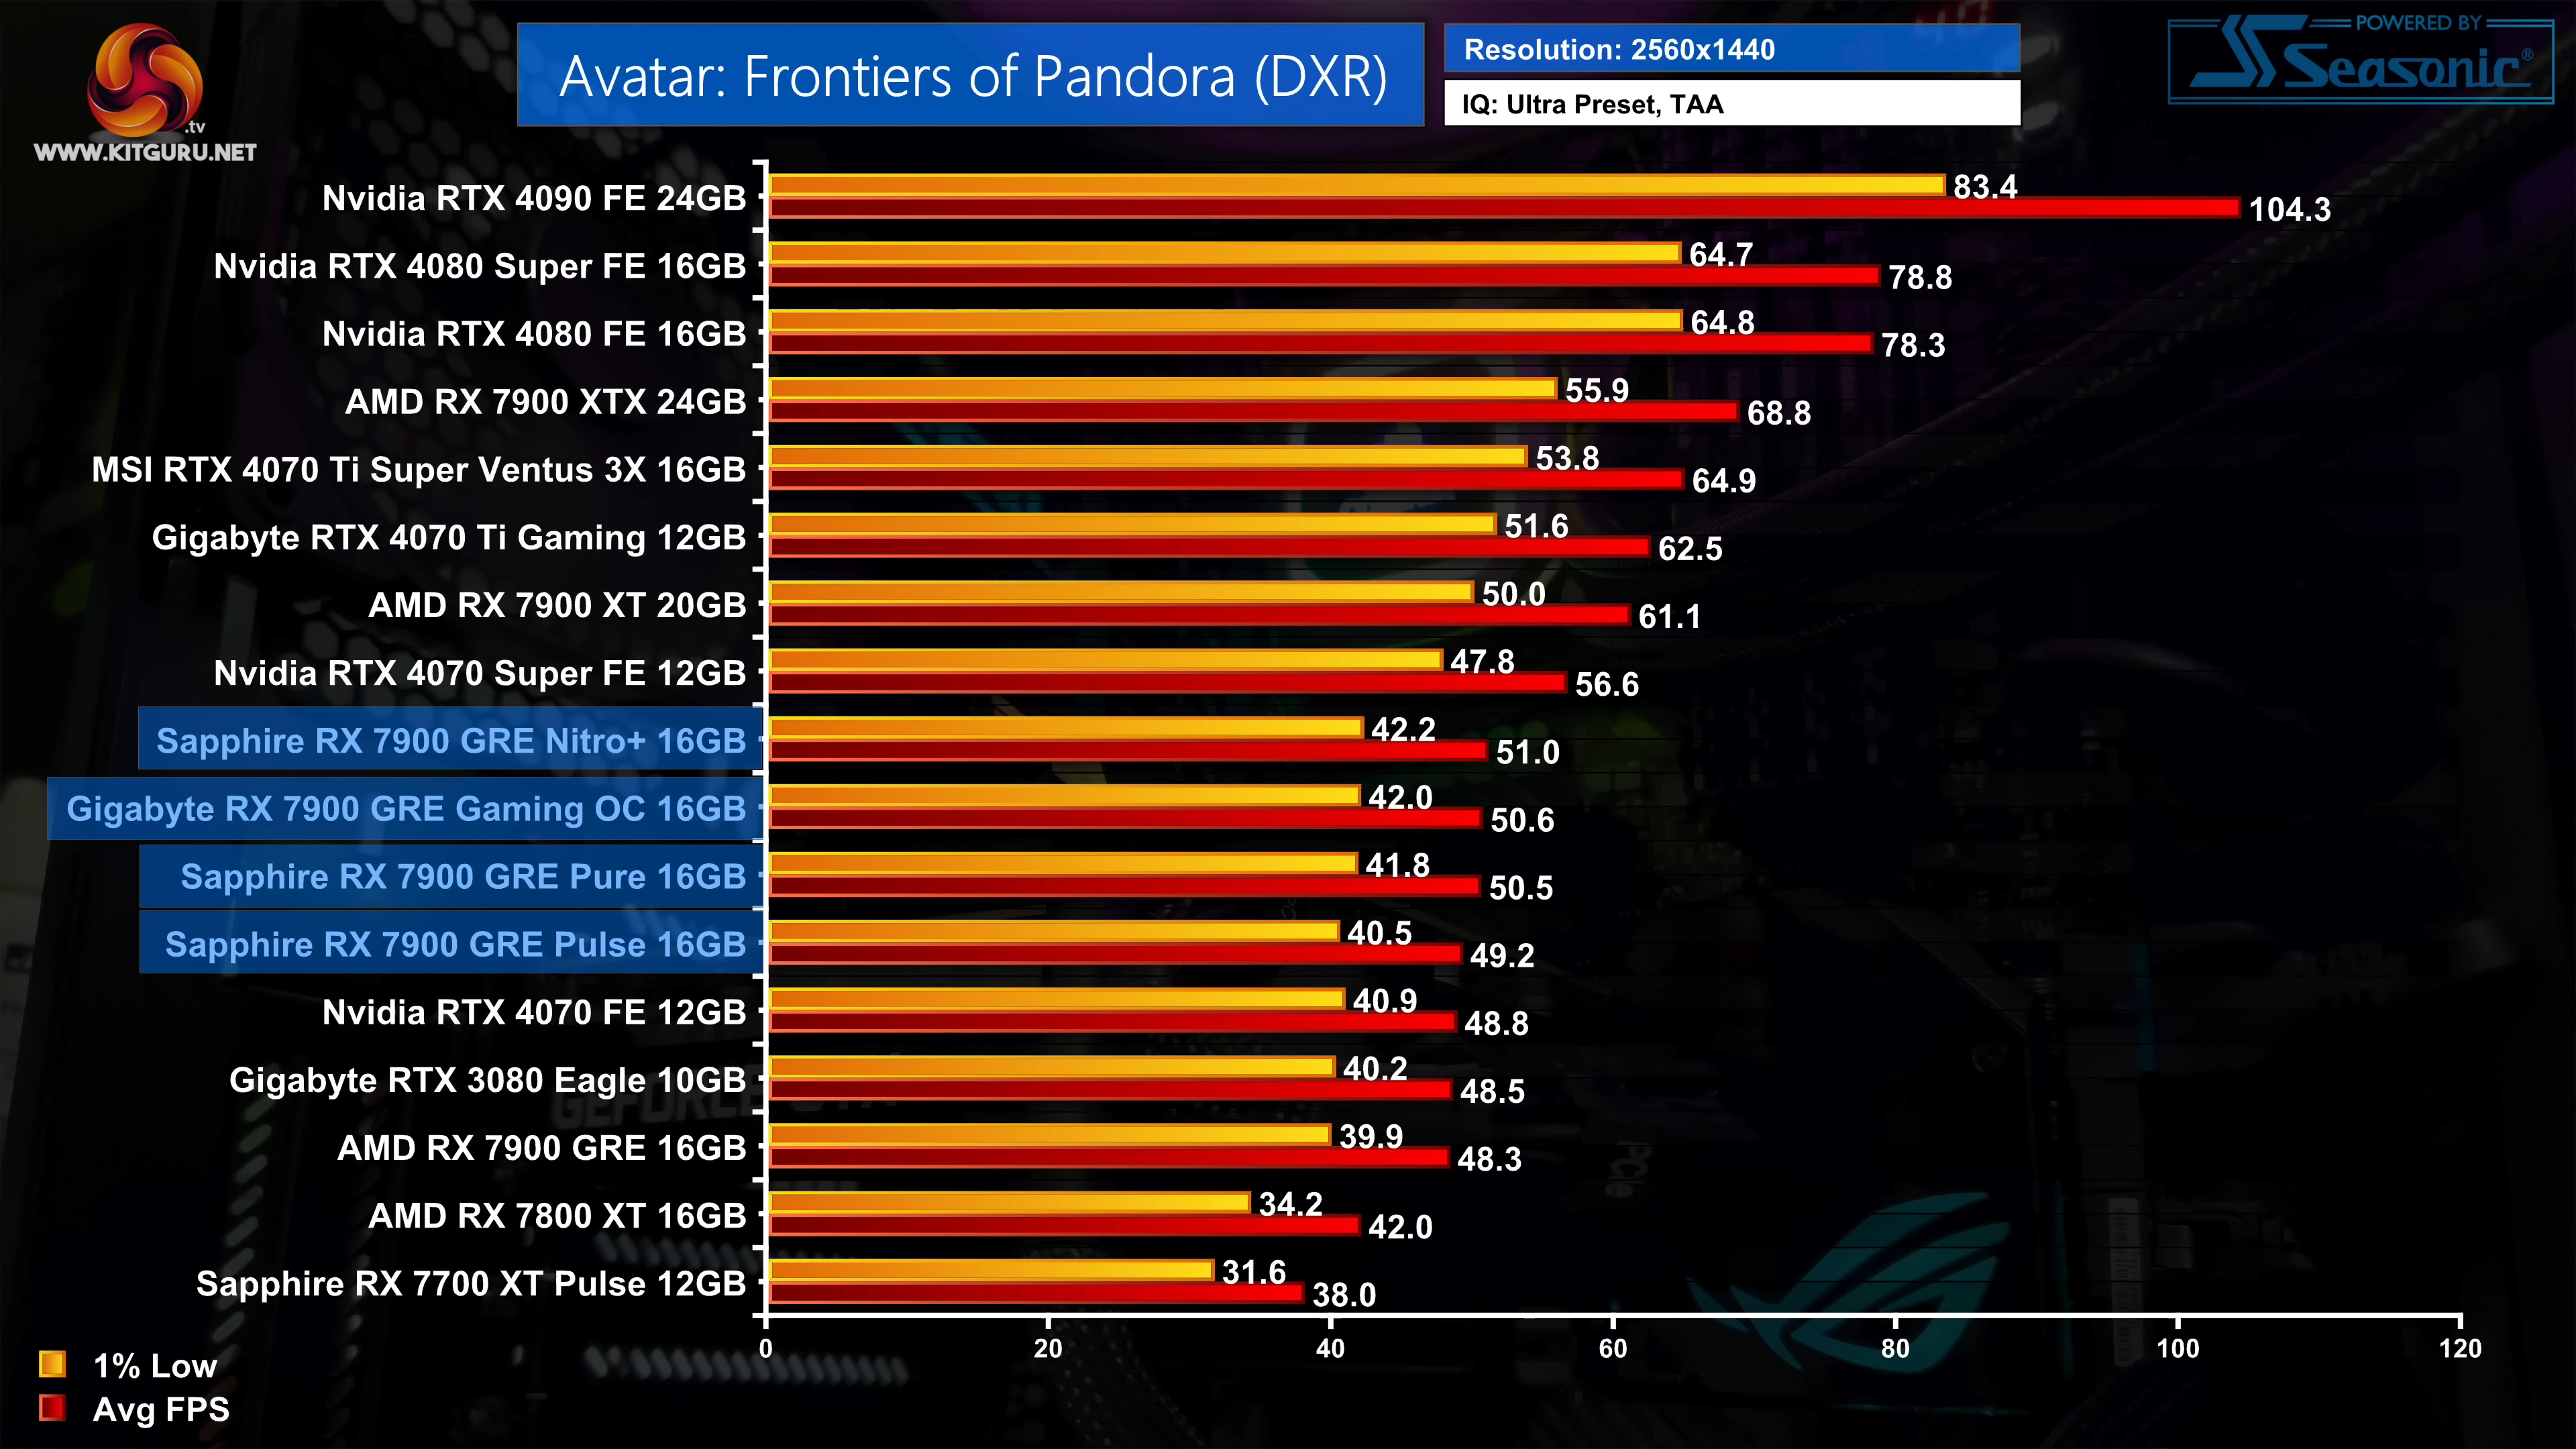 .tv
WWW.KITGURU.NET
Avatar: Frontiers of Pandora (DXR)
Resolution: 2560x1440
IQ: Ultra Preset, TAA
POWERED BY
Seasonic®
Nvidia RTX 4090 FE 24GB
83.4
104.3
Nvidia RTX 4080 Super FE 16GB
64.7
78.8
Nvidia RTX 4080 FE 16GB
64.8
78.3
AMD RX 7900 XTX 24GB
55.9
68.8
MSI RTX 4070 Ti Super Ventus 3X 16GB
53.8
64.9
Gigabyte RTX 4070 Ti Gaming 12GB
51.6
62.5
AMD RX 7900 XT 20GB
50.0
61.1
Nvidia RTX 4070 Super FE 12GB
47.8
56.6
Sapphire RX 7900 GRE Nitro+ 16GB
42.2
51.0
Gigabyte RX 7900 GRE Gaming OC 16GB
42.0
50.6
Sapphire RX 7900 GRE Pure 16GB
41.8
50.5
Sapphire RX 7900 GRE Pulse 16GB
40.5
49.2
Nvidia RTX 4070 FE 12GB
40.9
48.8
Gigabyte RTX 3080 Eagle 10GB
40.2
48.5
AMD RX 7900 GRE 16GB
39.9
48.3
AMD RX 7800 XT 16GB
34.2
42.0
Sapphire RX 7700 XT Pulse 12GB
31.6
38.0
0 20 40 60 80 100 120
1% Low
Avg FPS
GEFORCE
PCIe